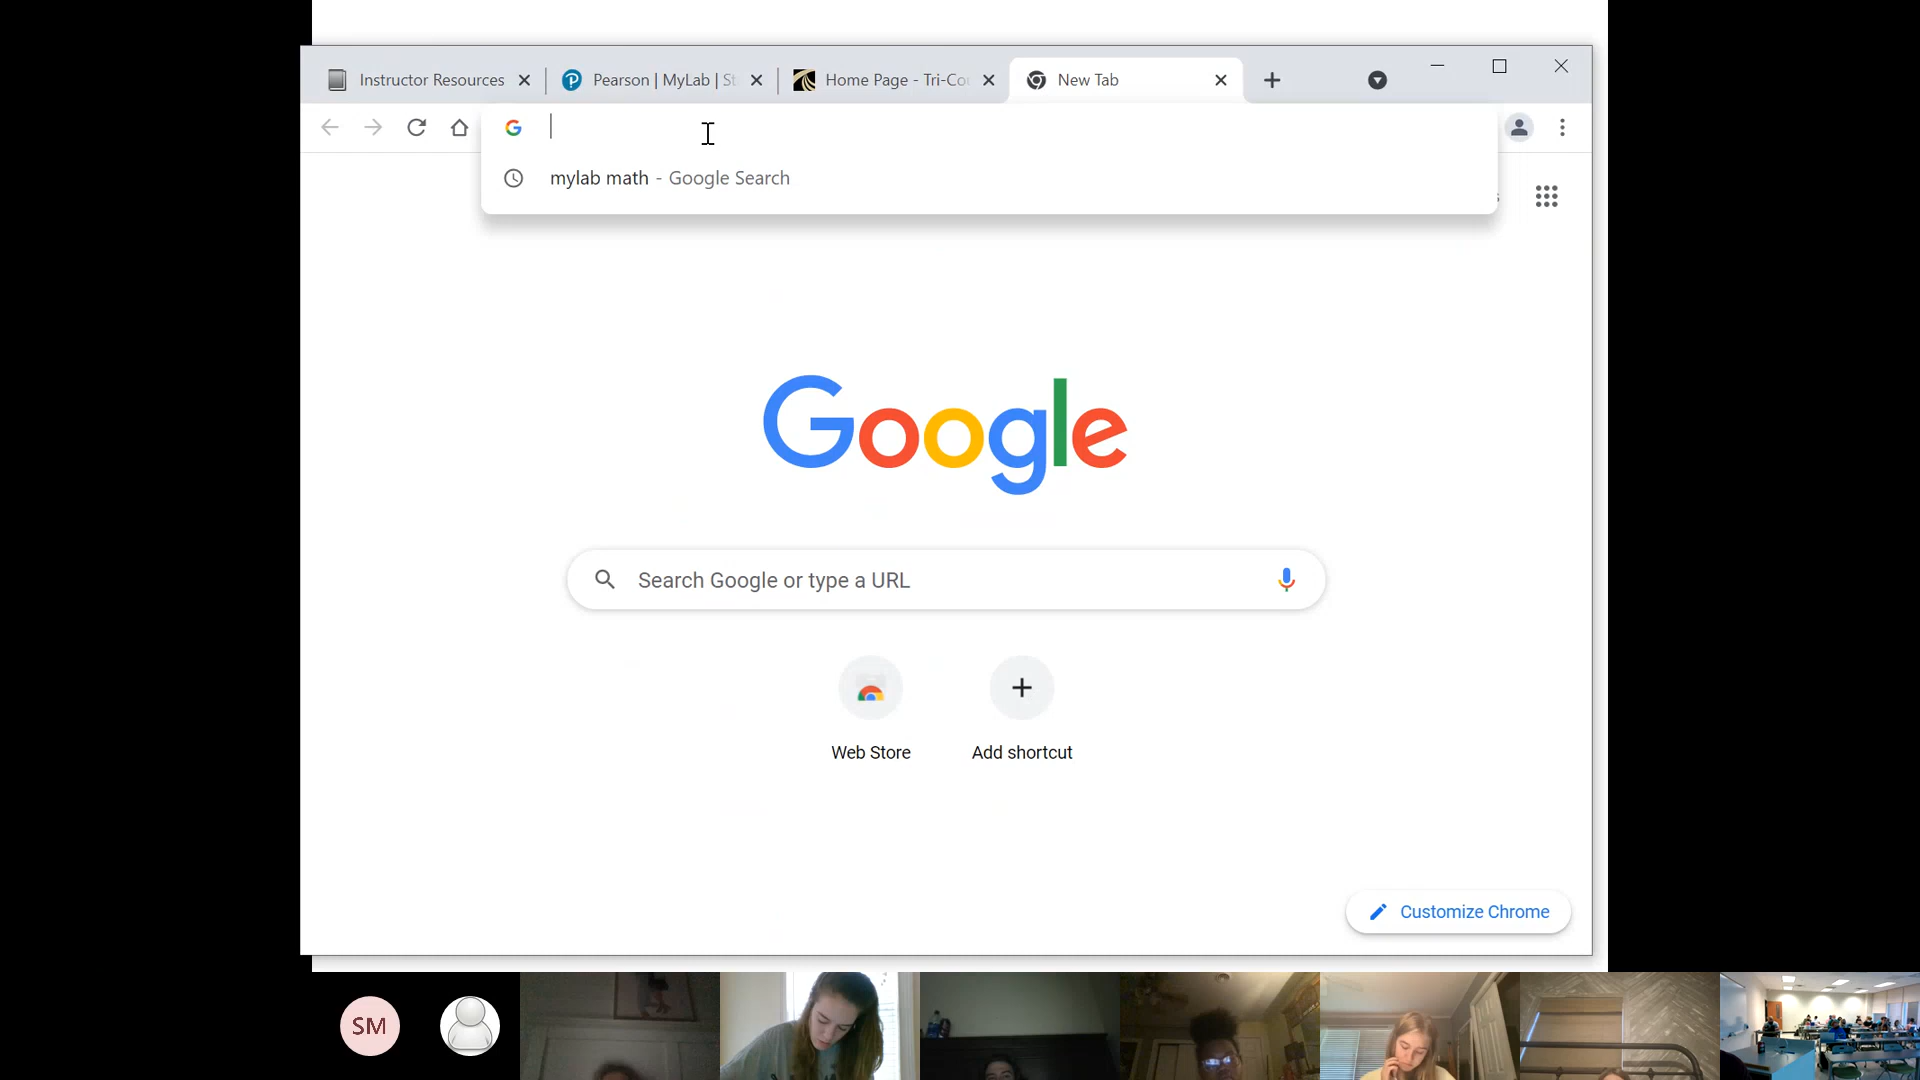 Instructor Resources
Pearson | MyLab | St
Home Page - Tri-Co
New Tab
mylab math - Google Search
Google
Search Google or type a URL
Web Store
Add shortcut
Customize Chrome
SM